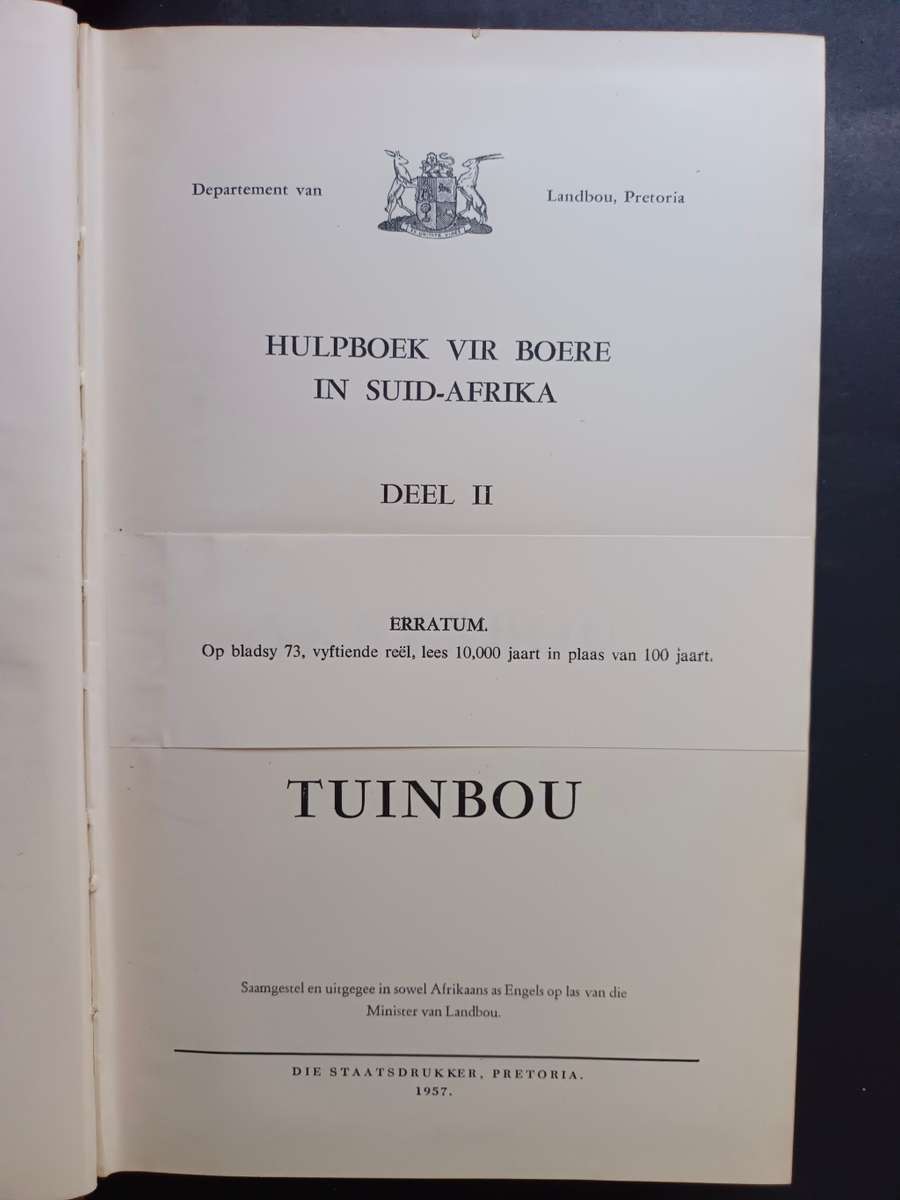 Departement van
Landbou, Pretoria
HULPBOEK VIR BOERE
IN SUID-AFRIKA
DEEL II
ERRATUM.
Op bladsy 73, vyftiende reël, lees 10,000 jaart in plaas van 100 jaart.
TUINBOU
Saamgestel en uitgegee in sowel Afrikaans as Engels op las van die
Minister van Landbou.
DIE STAATSDRUKKER, PRETORIA.
1957.